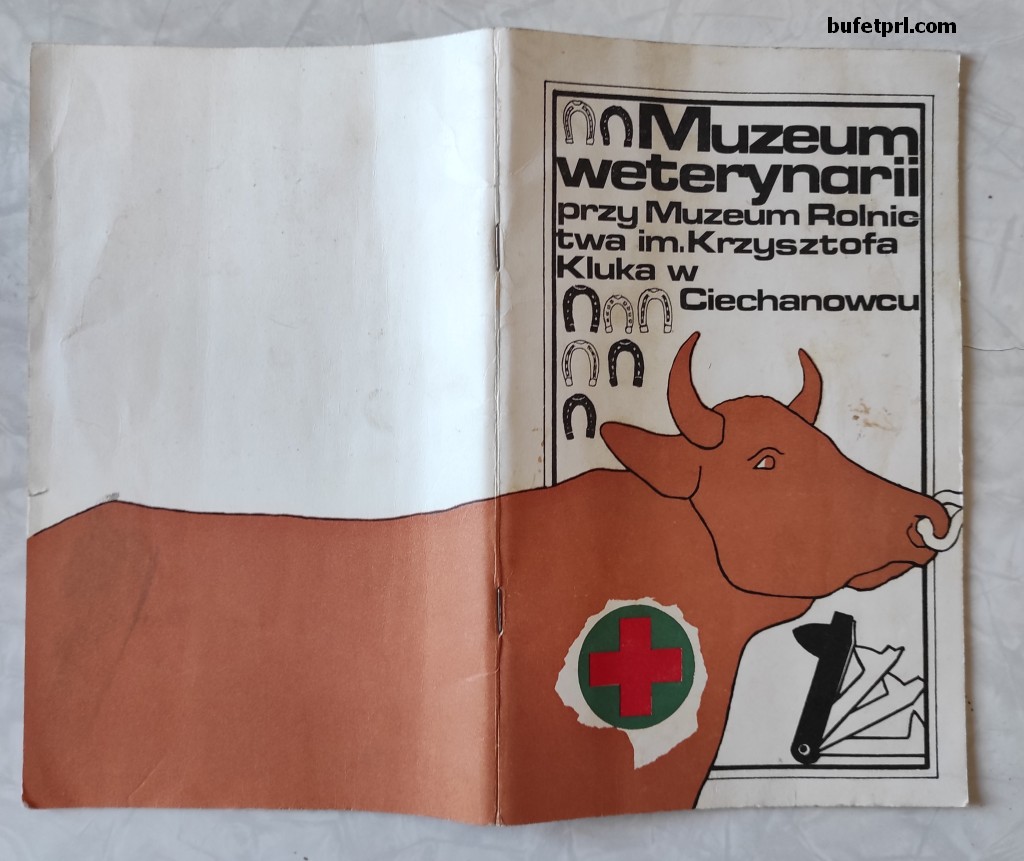 bufetprl.com
Muzeum
weterynarii
przy Muzeum Rolnic
twa im. Krzysztofa
Kluka w
Ciechanowcu